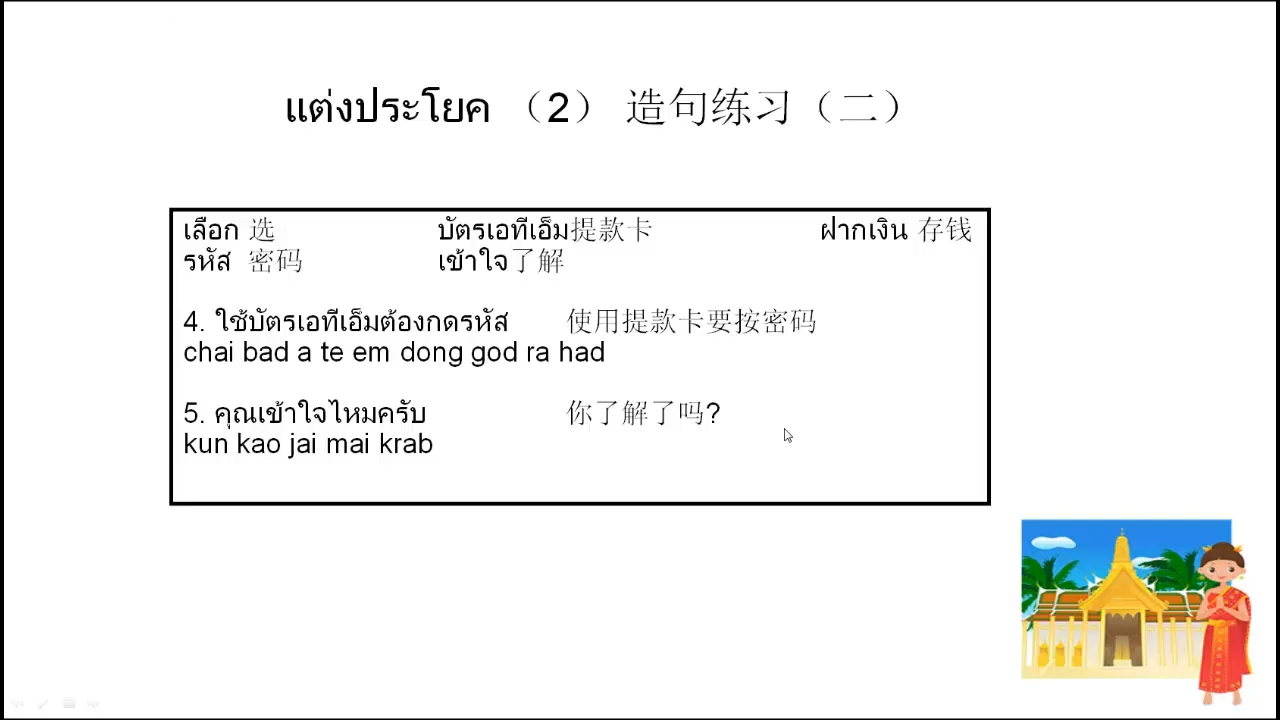 แต่งประโยค （2） 造句练习（二）
เลือก 选 บัตรเอทีเอ็ม提款卡 ฝากเงิน 存钱
รหัส 密码 เข้าใจ了解
4. ใช้บัตรเอทีเอ็มต้องกดรหัส 使用提款卡要按密码
chai bad a te em dong god ra had
5. คุณเข้าใจไหมครับ 你了解了吗?
kun kao jai mai krab